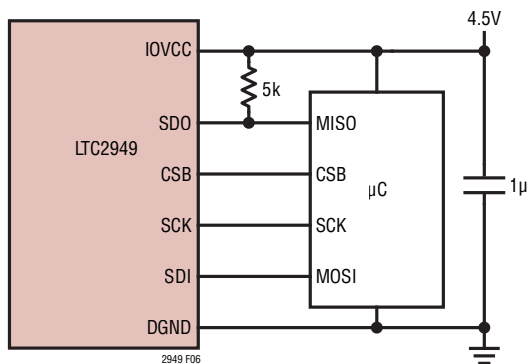 4.5V
IOVCC
5k
SDO
MISO
LTC2949
CSB
CSB
µC
1µ
SCK
SCK
SDI
MOSI
DGND
2949 F06